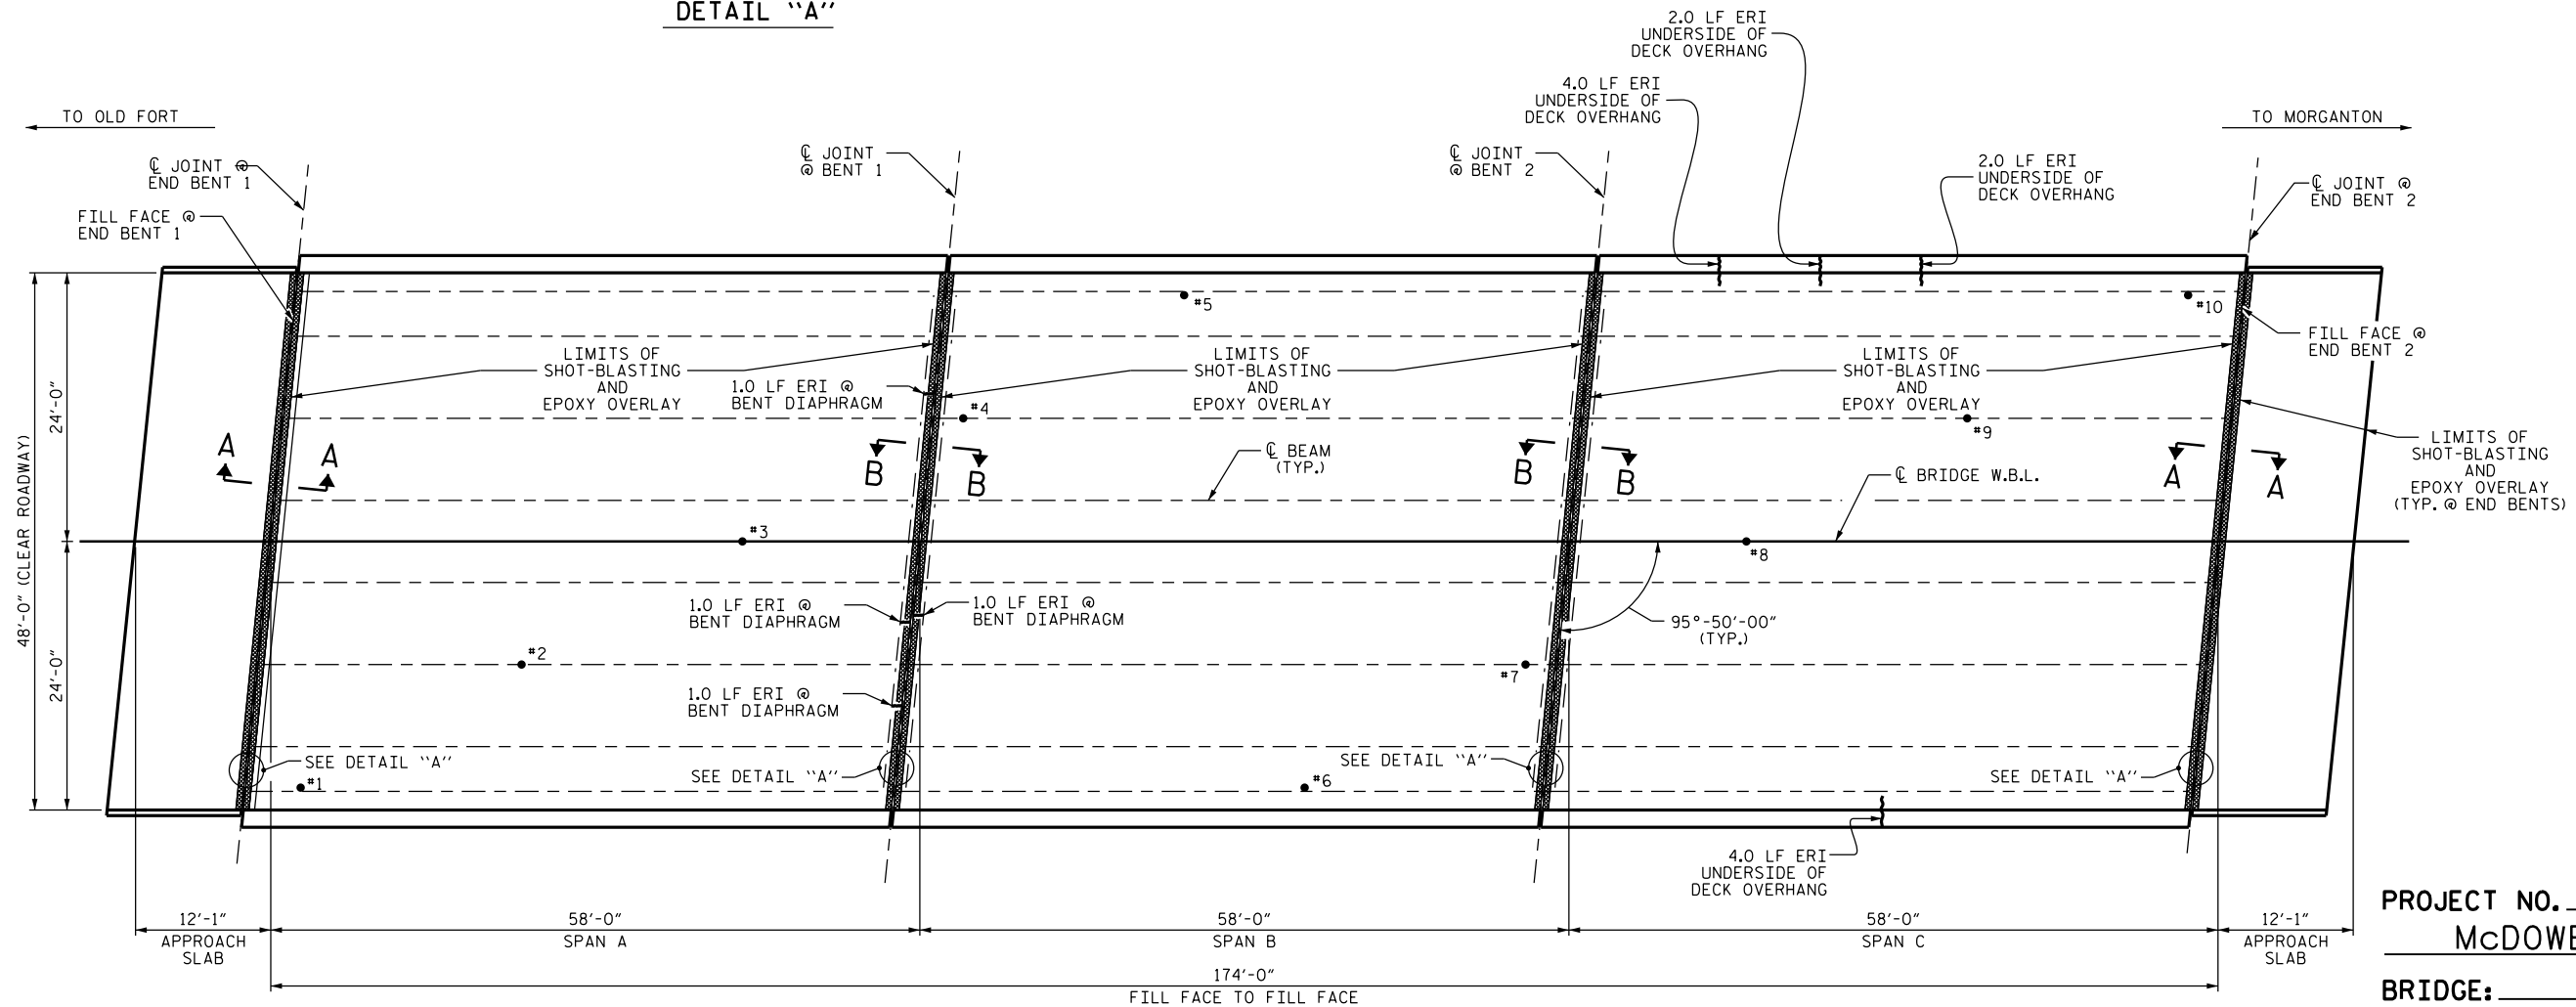 DETAIL ‘‘A’’
2.0 LF ERI
UNDERSIDE OF
DECK OVERHANG
4.0 LF ERI
UNDERSIDE OF
DECK OVERHANG
TO OLD FORT
TO MORGANTON
℄ JOINT @
END BENT 1
℄ JOINT
@ BENT 1
℄ JOINT
@ BENT 2
2.0 LF ERI
UNDERSIDE OF
DECK OVERHANG
℄ JOINT @
END BENT 2
FILL FACE @
END BENT 1
#5
#10
FILL FACE @
END BENT 2
LIMITS OF
SHOT-BLASTING
AND
EPOXY OVERLAY
1.0 LF ERI @
BENT DIAPHRAGM
LIMITS OF
SHOT-BLASTING
AND
EPOXY OVERLAY
LIMITS OF
SHOT-BLASTING
AND
EPOXY OVERLAY
#4
#9
24'-0"
48'-0" (CLEAR ROADWAY)
24'-0"
A
A
B
B
℄ BEAM
(TYP.)
B
B
℄ BRIDGE W.B.L.
A
A
LIMITS OF
SHOT-BLASTING
AND
EPOXY OVERLAY
(TYP. @ END BENTS)
#3
#8
1.0 LF ERI @
BENT DIAPHRAGM
1.0 LF ERI @
BENT DIAPHRAGM
95°-50'-00"
(TYP.)
#2
#7
1.0 LF ERI @
BENT DIAPHRAGM
SEE DETAIL ‘‘A’’
SEE DETAIL ‘‘A’’
SEE DETAIL ‘‘A’’
SEE DETAIL ‘‘A’’
#1
#6
4.0 LF ERI
UNDERSIDE OF
DECK OVERHANG
12'-1"
APPROACH
SLAB
58'-0"
SPAN A
58'-0"
SPAN B
58'-0"
SPAN C
12'-1"
APPROACH
SLAB
174'-0"
FILL FACE TO FILL FACE
PROJECT NO.
McDOWE
BRIDGE: